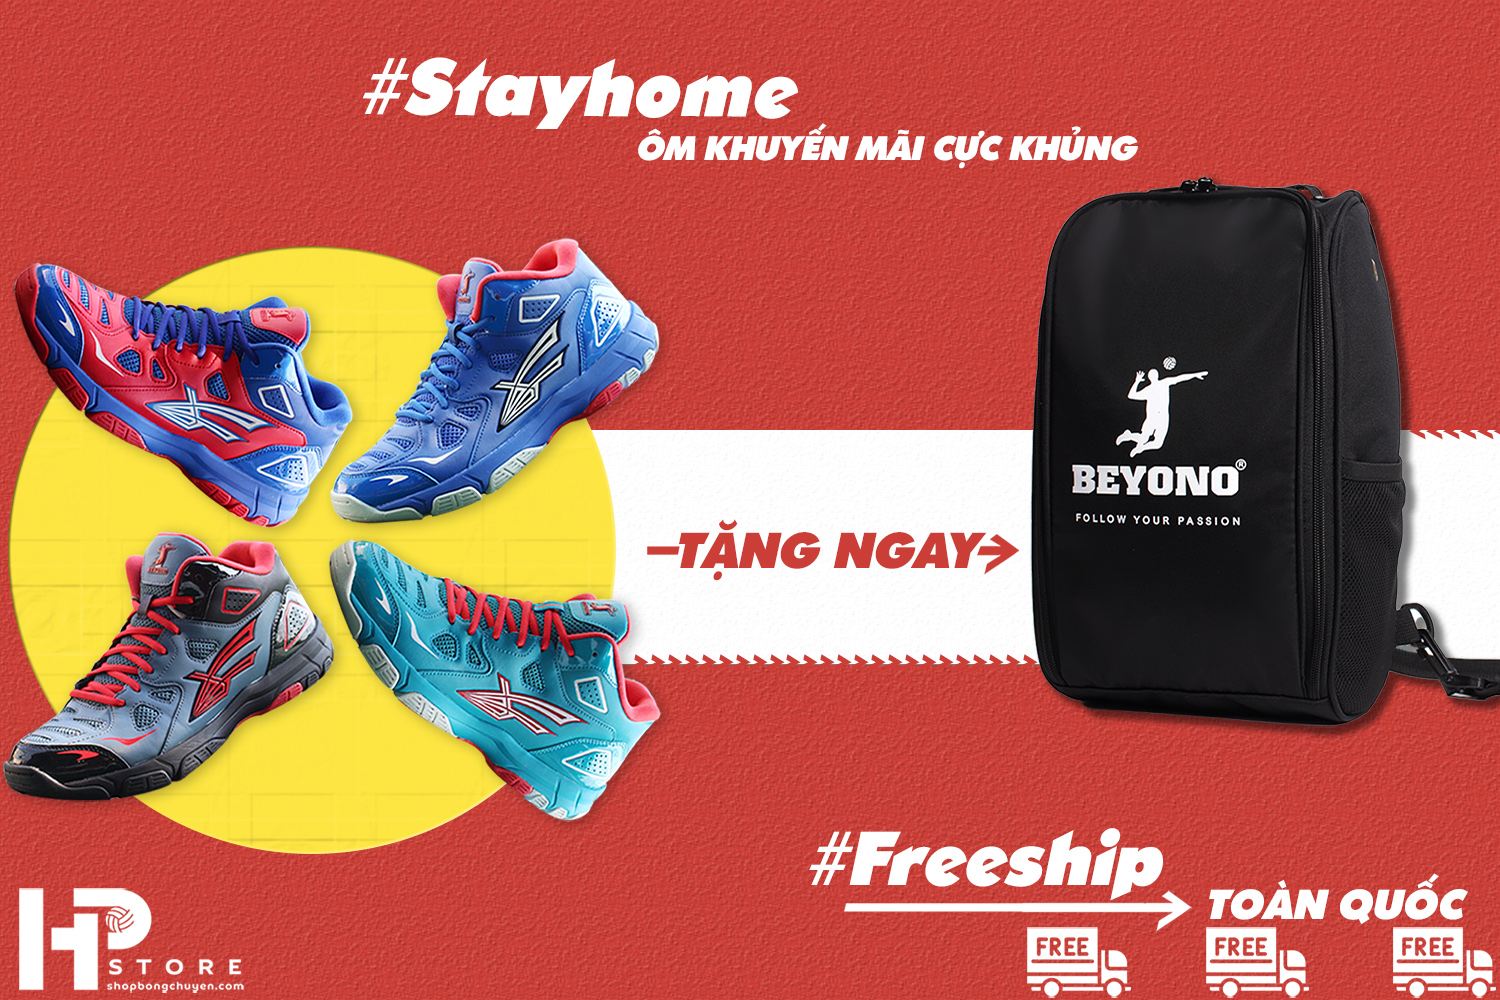 #Stayhome
ÔM KHUYẾN MÃI CỰC KHỦNG
TẶNG NGAY
BEYONO®
FOLLOW YOUR PASSION
#Freeship
TOÀN QUỐC
FREE FREE FREE
HP
STORE
shopbongchuyen.com